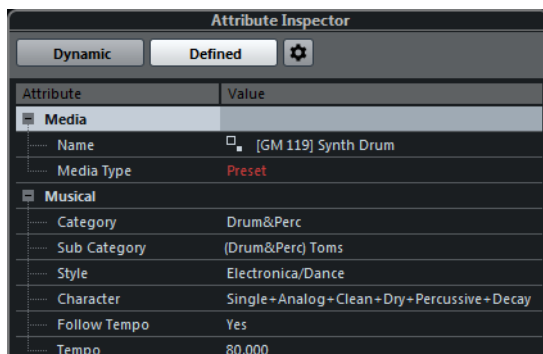 Attribute Inspector
Dynamic Defined
Attribute Value
Media
Name [GM 119] Synth Drum
Media Type Preset
Musical
Category Drum&Perc
Sub Category (Drum&Perc) Toms
Style Electronica/Dance
Character Single+Analog+Clean+Dry+Percussive+Decay
Follow Tempo Yes
Tempo 80.000